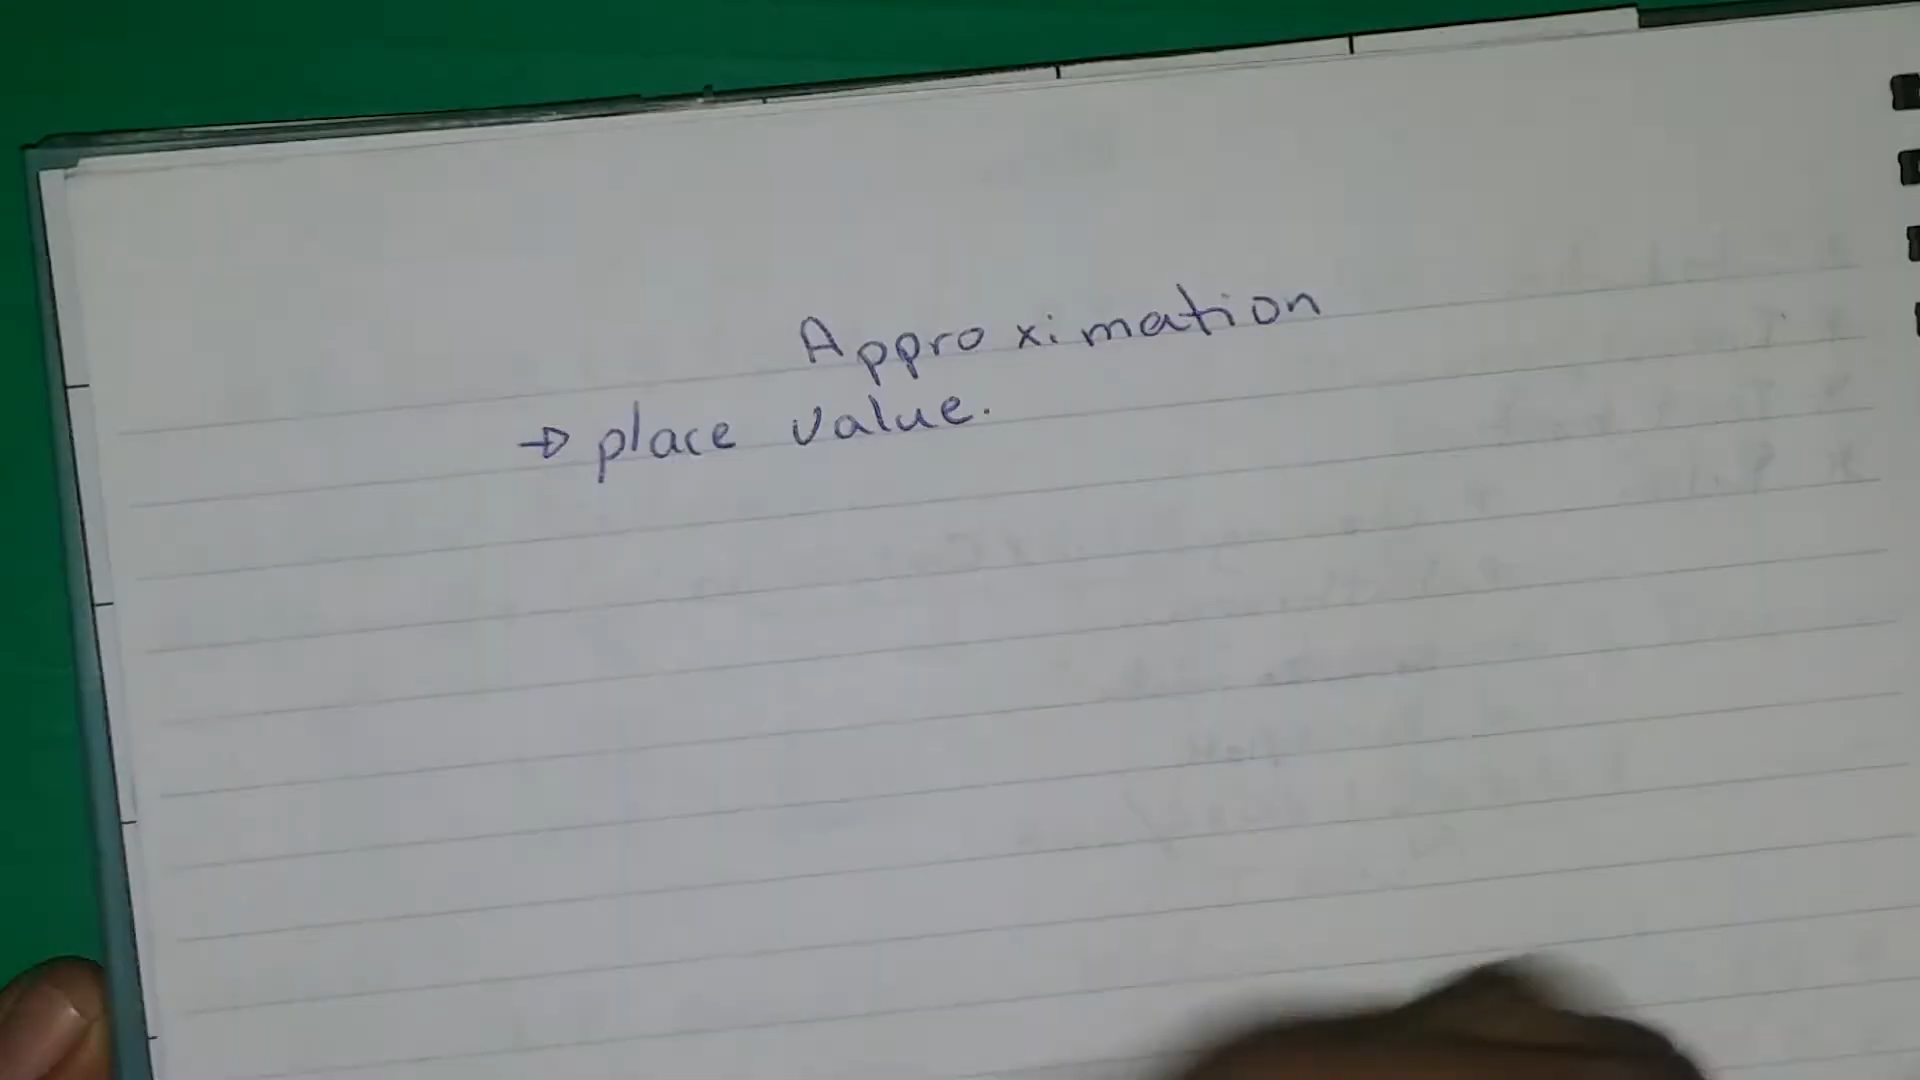 Approximation
→ place value.